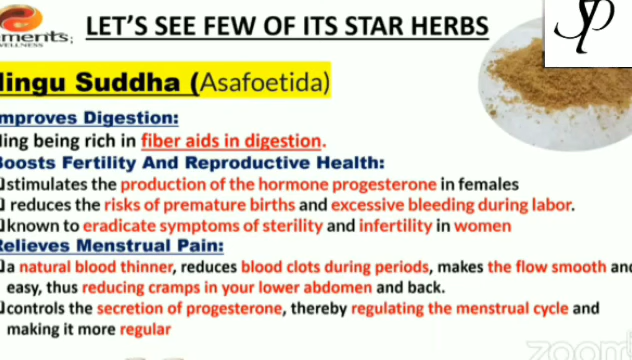 ments
WELLNESS
LET'S SEE FEW OF ITS STAR HERBS
Sp
Hingu Suddha (Asafoetida)
mproves Digestion:
Hing being rich in fiber aids in digestion.
Boosts Fertility And Reproductive Health:
stimulates the production of the hormone progesterone in females
reduces the risks of premature births and excessive bleeding during labor.
known to eradicate symptoms of sterility and infertility in women
Relieves Menstrual Pain:
a natural blood thinner, reduces blood clots during periods, makes the flow smooth and
easy, thus reducing cramps in your lower abdomen and back.
controls the secretion of progesterone, thereby regulating the menstrual cycle and
making it more regular
zoom